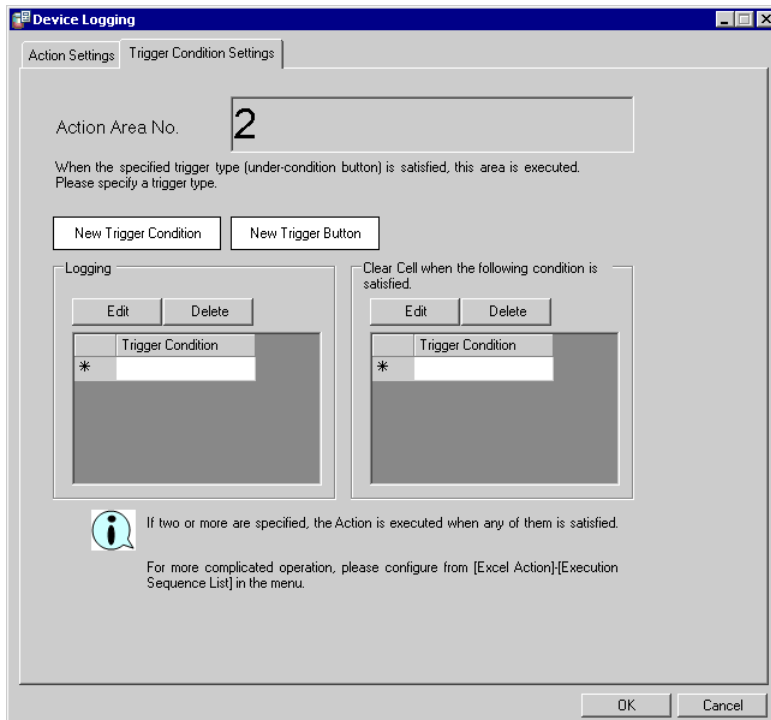 Device Logging
Action Settings
Trigger Condition Settings
Action Area No.
2
When the specified trigger type (under-condition button) is satisfied, this area is executed.
Please specify a trigger type.
New Trigger Condition
New Trigger Button
Logging
Edit
Delete
Trigger Condition
*
Clear Cell when the following condition is
satisfied.
Edit
Delete
Trigger Condition
*
If two or more are specified, the Action is executed when any of them is satisfied.
For more complicated operation, please configure from [Excel Action]-[Execution
Sequence List] in the menu.
OK
Cancel